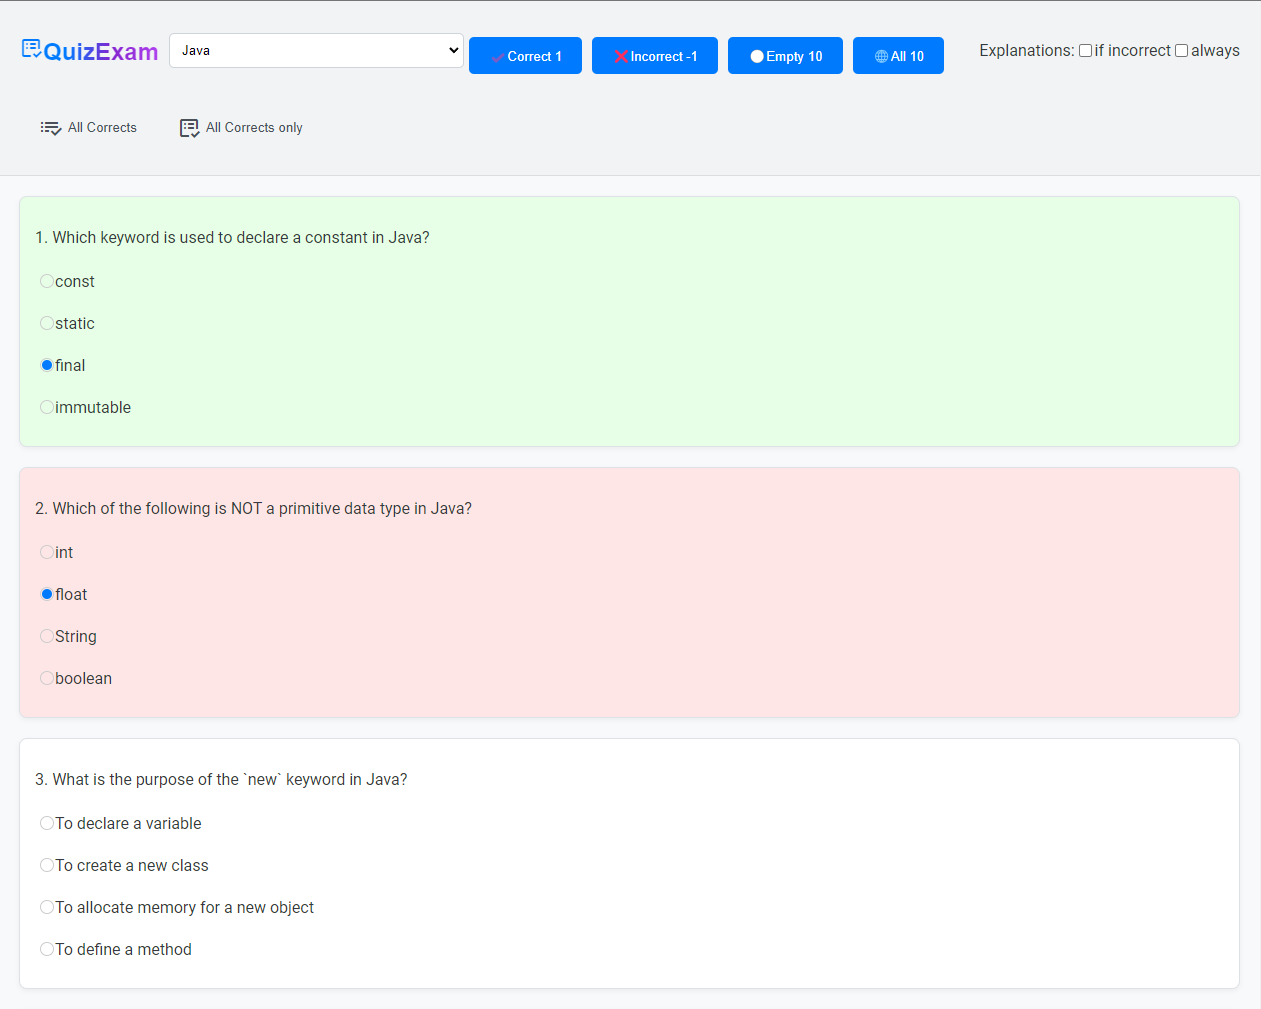 QuizExam
Java
Correct 1
Incorrect -1
Empty 10
All 10
Explanations: if incorrect always
All Corrects
All Corrects only
1. Which keyword is used to declare a constant in Java?
const
static
final
immutable
2. Which of the following is NOT a primitive data type in Java?
int
float
String
boolean
3. What is the purpose of the `new` keyword in Java?
To declare a variable
To create a new class
To allocate memory for a new object
To define a method